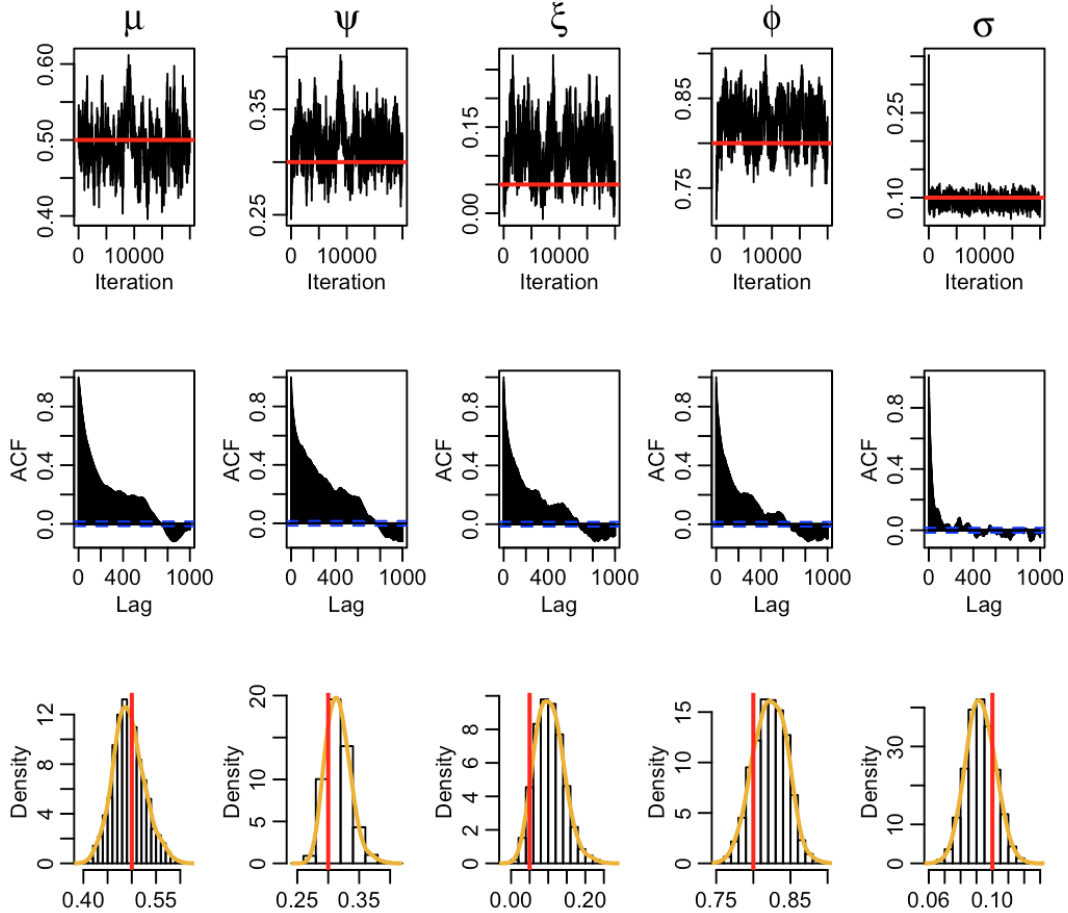 μ ψ ξ ϕ σ
0.40 0.50 0.60
0 10000
Iteration
0.25 0.35
0 10000
Iteration
0.00 0.15
0 10000
Iteration
0.75 0.85
0 10000
Iteration
0.10 0.25
0 10000
Iteration
ACF
0.0 0.4 0.8
0 400 1000
Lag
ACF
0.0 0.4 0.8
0 400 1000
Lag
ACF
0.0 0.4 0.8
0 400 1000
Lag
ACF
0.0 0.4 0.8
0 400 1000
Lag
ACF
0.0 0.4 0.8
0 400 1000
Lag
Density
0 4 8 12
0.40 0.55
Density
0 5 10 20
0.25 0.35
Density
0 2 4 6 8
0.00 0.20
Density
0 5 10 15
0.75 0.85
Density
0 10 30
0.06 0.10